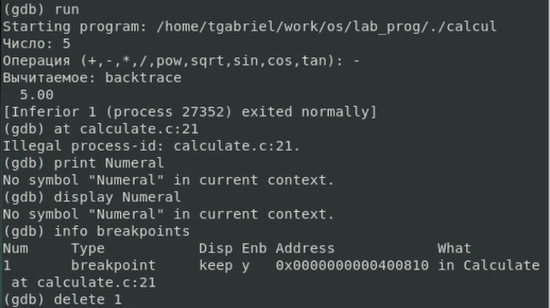 (gdb) run
Starting program: /home/tgabriel/work/os/lab_prog/./calcul
Число: 5
Операция (+,-,*,/,pow,sqrt,sin,cos,tan): -
Вычитаемое: backtrace
5.00
[Inferior 1 (process 27352) exited normally]
(gdb) at calculate.c:21
Illegal process-id: calculate.c:21.
(gdb) print Numeral
No symbol "Numeral" in current context.
(gdb) display Numeral
No symbol "Numeral" in current context.
(gdb) info breakpoints
Num     Type           Disp Enb Address            What
1       breakpoint     keep y   0x0000000000400810 in Calculate
at calculate.c:21
(gdb) delete 1